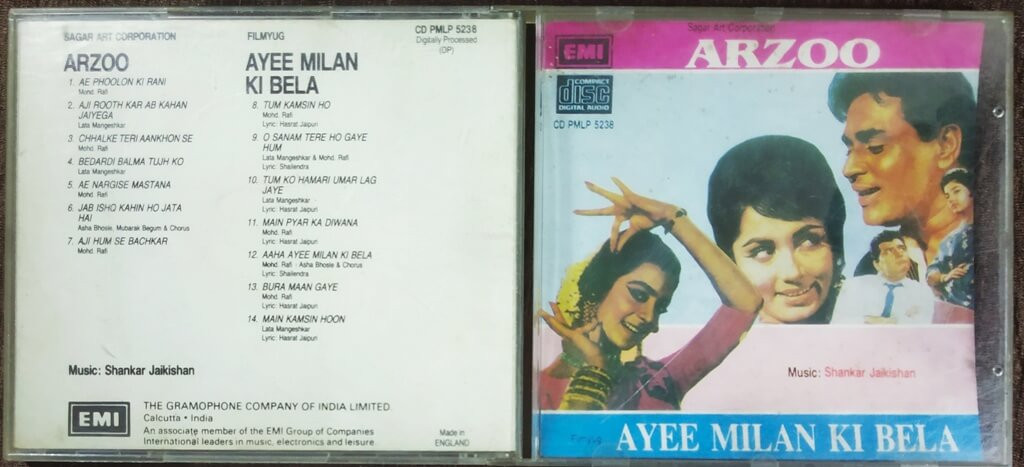 SAGAR ART CORPORATION
ARZOO
1. AE PHOOLON KI RANI
Mohd. Rafi
2. AJI ROOTH KAR AB KAHAN
JAIYEGA
Lata Mangeshkar
3. CHHALKE TERI AANKHON SE
Mohd. Rafi
4. BEDARDI BALMA TUJH KO
Lata Mangeshkar
5. AE NARGISE MASTANA
Mohd. Rafi
6. JAB ISHQ KAHIN HO JATA
HAI
Asha Bhosle, Mubarak Begum & Chorus
7. AJI HUM SE BACHKAR
Mohd. Rafi
FILMYUG
AYEE MILAN
KI BELA
8. TUM KAMSIN HO
Mohd. Rafi
Lyric: Hasrat Jaipuri
9. O SANAM TERE HO GAYE
HUM
Lata Mangeshkar & Mohd. Rafi
Lyric: Shailendra
10. TUM KO HAMARI UMAR LAG
JAYE
Lata Mangeshkar
Lyric: Hasrat Jaipuri
11. MAIN PYAR KA DIWANA
Mohd. Rafi
Lyric: Hasrat Jaipuri
12. AAHA AYEE MILAN KI BELA
Mohd. Rafi : Asha Bhosle & Chorus
Lyric: Shailendra
13. BURA MAAN GAYE
Mohd. Rafi
Lyric: Hasrat Jaipuri
14. MAIN KAMSIN HOON
Lata Mangeshkar
Lyric: Hasrat Jaipuri
CD PMLP 5238
Digitally Processed
(DP)
Music: Shankar Jaikishan
EMI
THE GRAMOPHONE COMPANY OF INDIA LIMITED
Calcutta • India
An associate member of the EMI Group of Companies
International leaders in music, electronics and leisure
Made in
ENGLAND
Sagar Art Corporation
EMI
ARZOO
COMPACT
disc
DIGITAL AUDIO
CD PMLP 5238
Music: Shankar Jaikishan
Filmyug
AYEE MILAN KI BELA